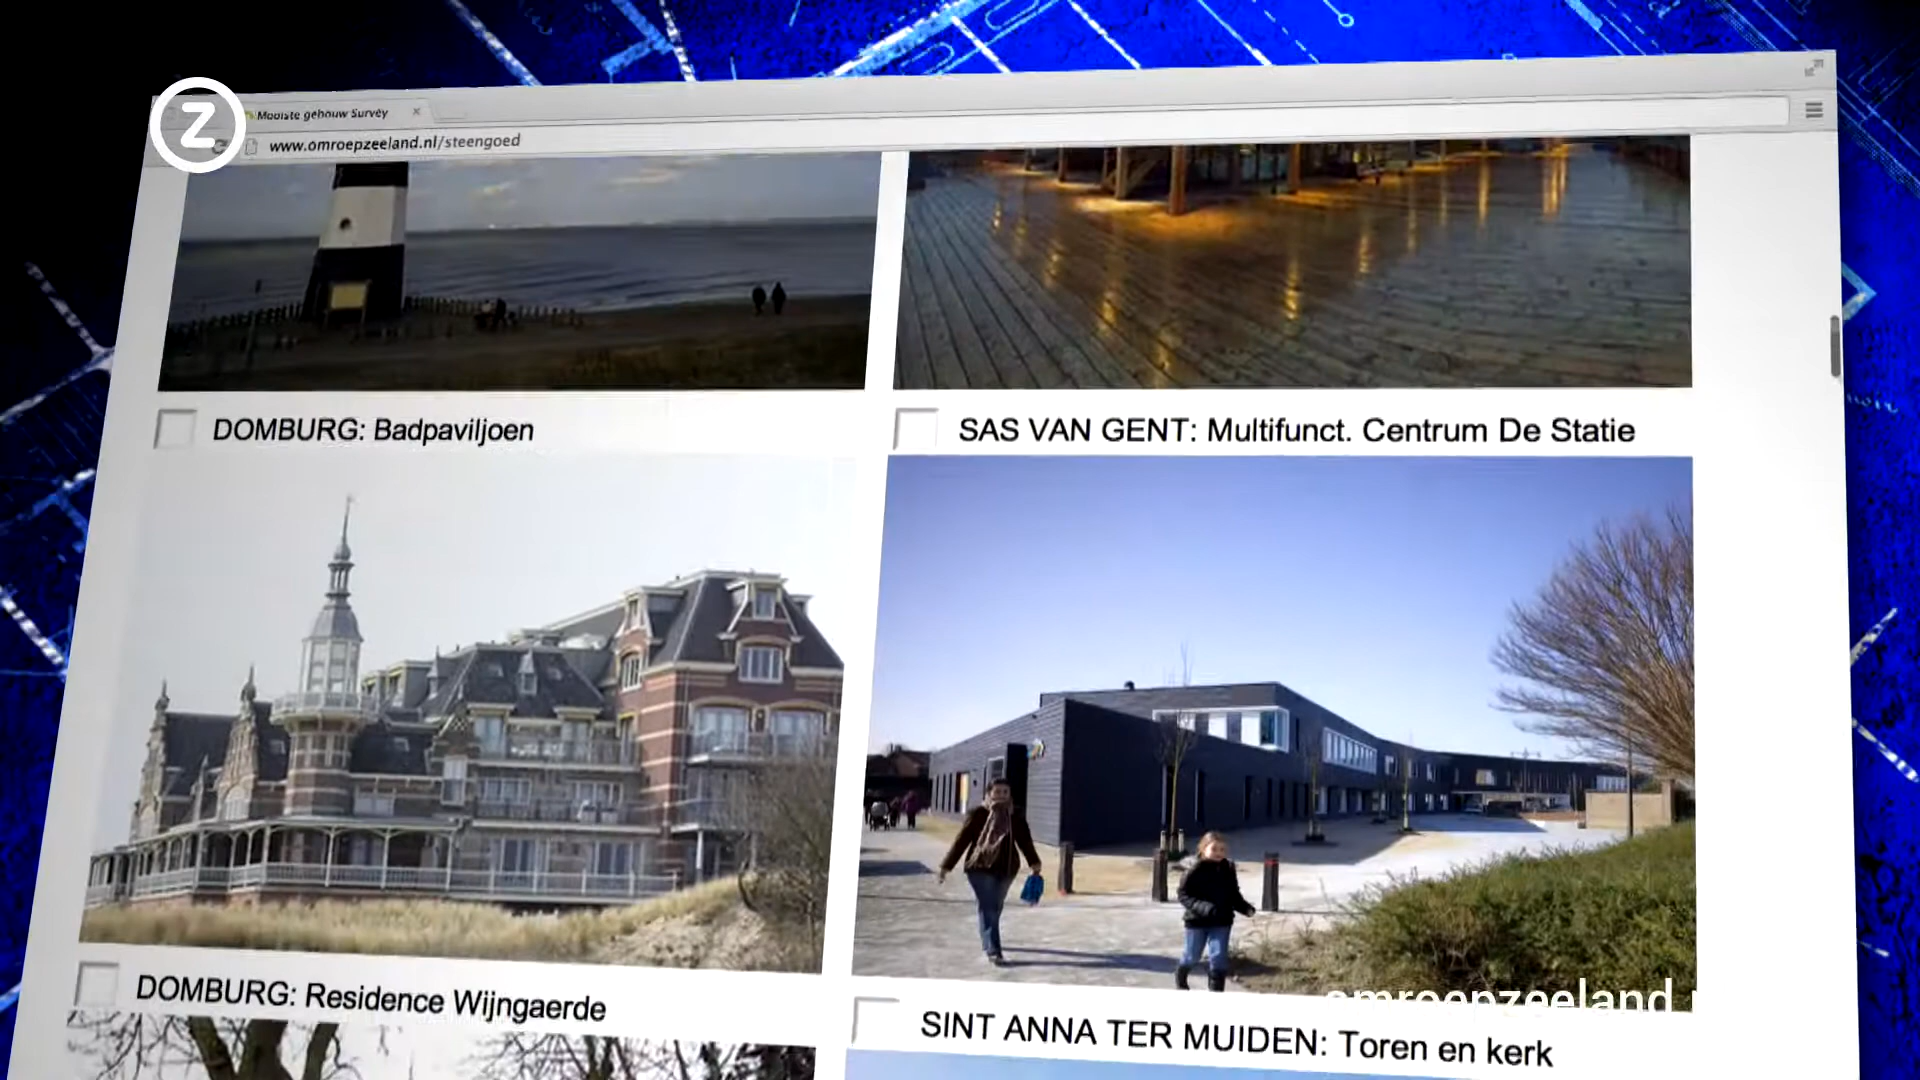 Z
Mooiste gebouw Survey
www.omroepzeeland.nl/steengoed
DOMBURG: Badpaviljoen
SAS VAN GENT: Multifunct. Centrum De Statie
DOMBURG: Residence Wijngaerde
SINT ANNA TER MUIDEN: Toren en kerk
omroepzeeland.